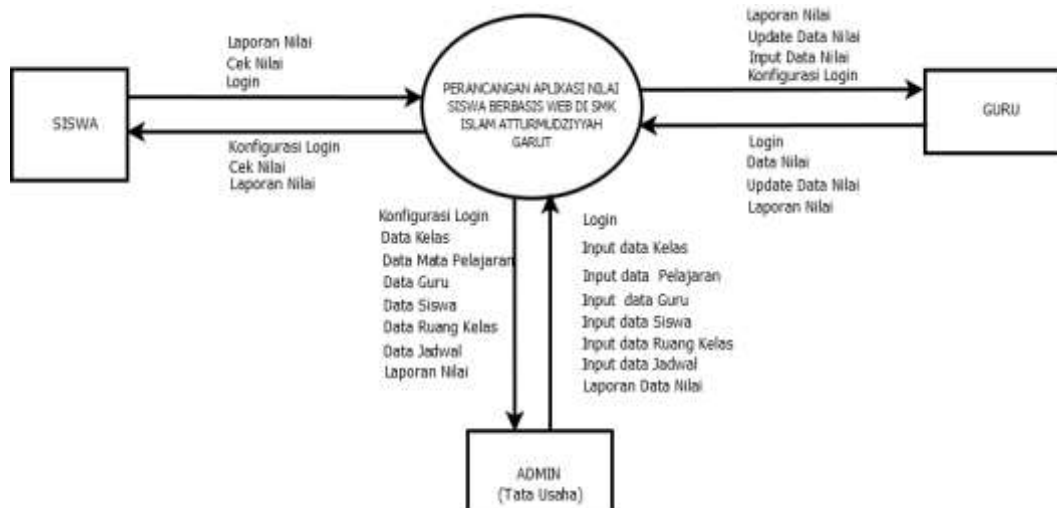 Laporan Nilai
Cek Nilai
Login
SISWA
Konfigurasi Login
Cek Nilai
Laporan Nilai
PERANCANGAN APLIKASI NILAI
SISWA BERBASIS WEB DI SMK
ISLAM ATTURMUDZIYYAH
GARUT
Laporan Nilai
Update Data Nilai
Input Data Nilai
Konfigurasi Login
GURU
Login
Data Nilai
Update Data Nilai
Laporan Nilai
Konfigurasi Login
Data Kelas
Data Mata Pelajaran
Data Guru
Data Siswa
Data Ruang Kelas
Data Jadwal
Laporan Nilai
Login
Input data Kelas
Input data Pelajaran
Input data Guru
Input data Siswa
Input data Ruang Kelas
Input data Jadwal
Laporan Data Nilai
ADMIN
(Tata Usaha)